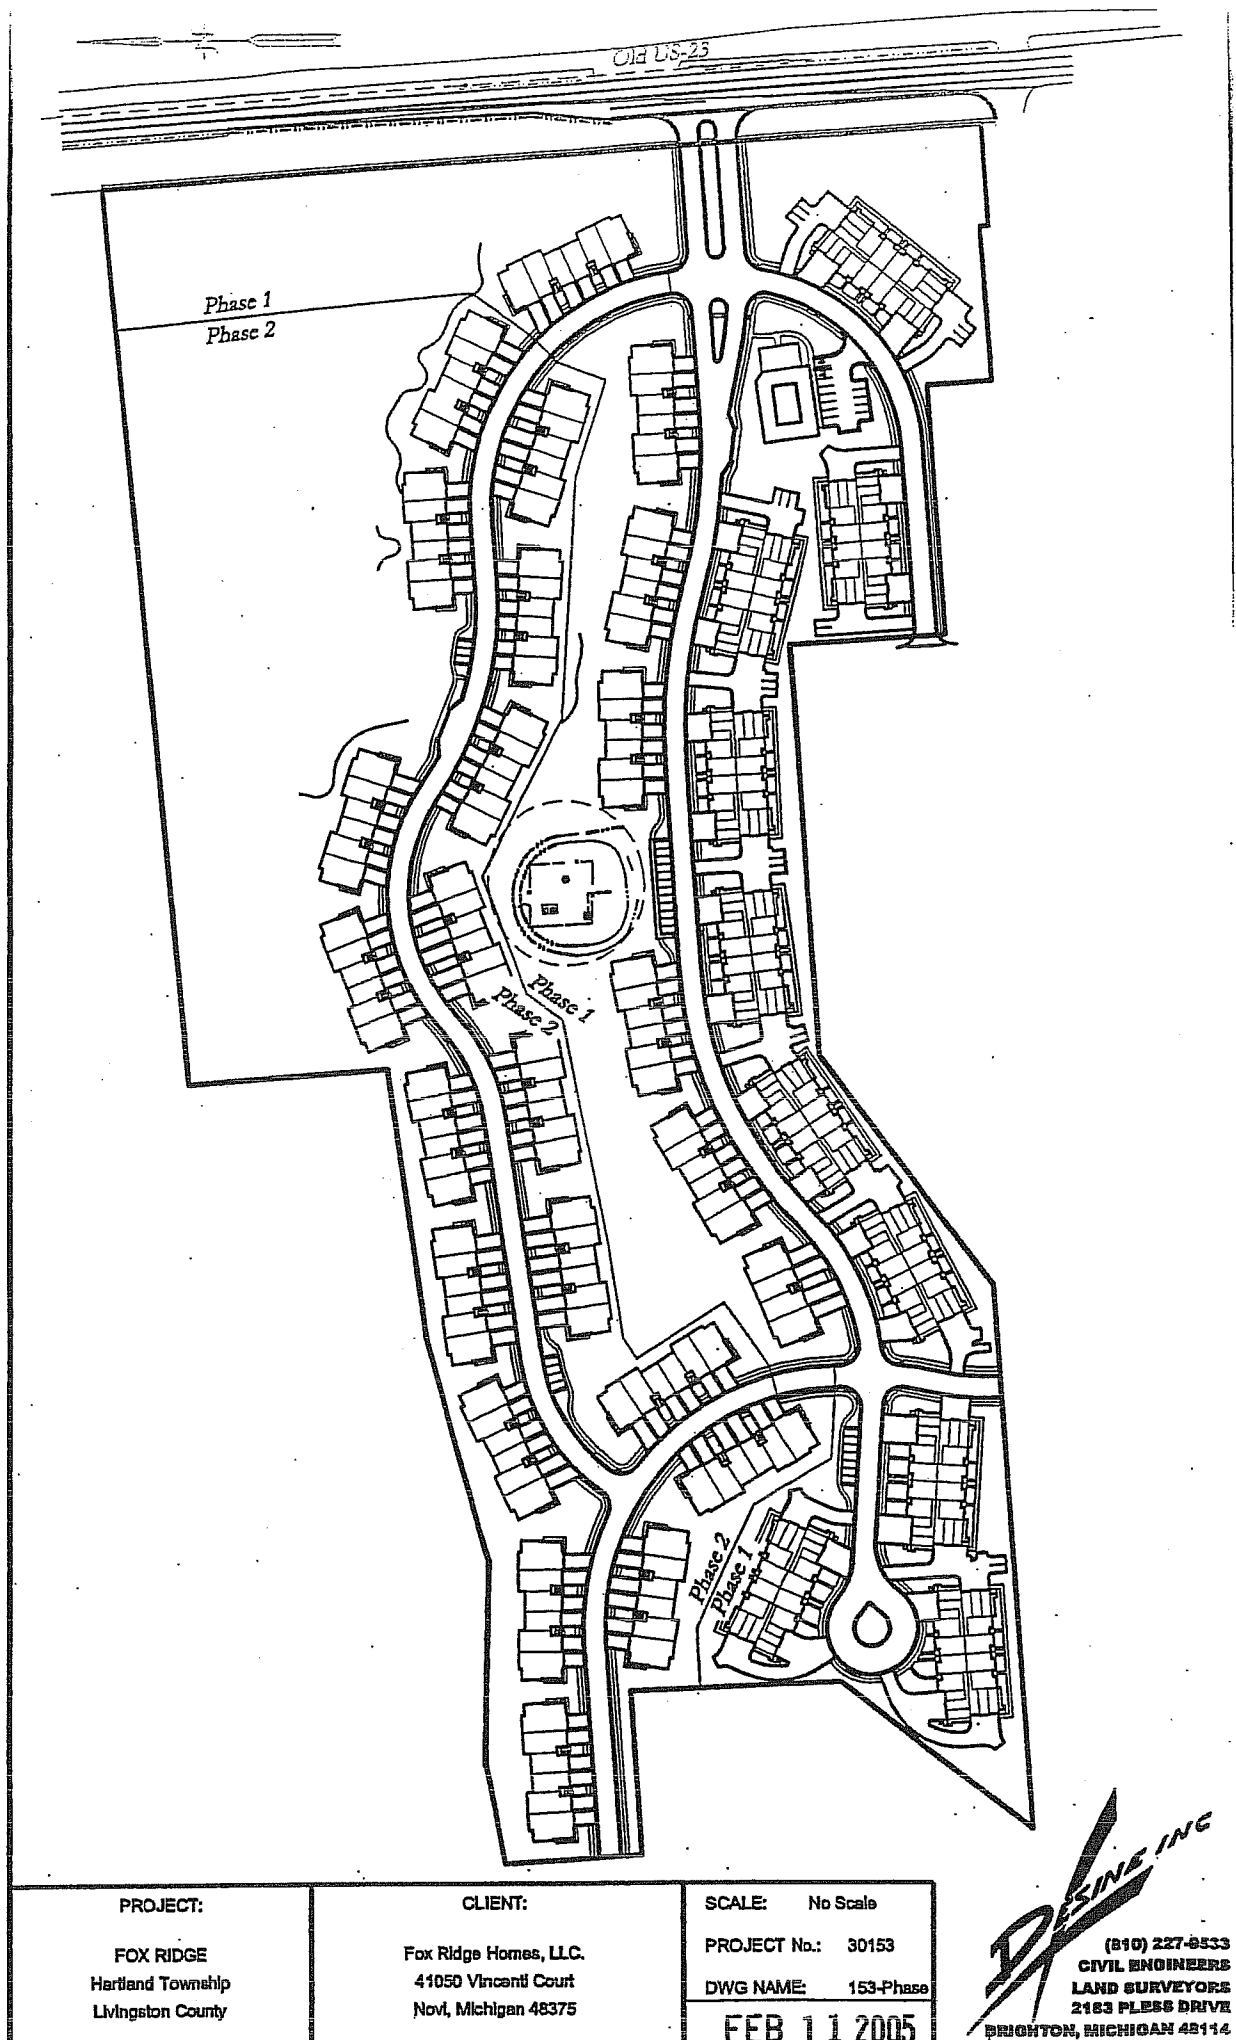 Old US-23
Phase 1
Phase 2
Phase 1
Phase 2
Phase 2
Phase 1
PROJECT:
FOX RIDGE
Hartland Township
Livingston County
CLIENT:
Fox Ridge Homes, LLC.
41050 Vincenti Court
Novi, Michigan 48375
SCALE: No Scale
PROJECT No.: 30153
DWG NAME: 153-Phase
FEB 11 2005
DESINE INC
(810) 227-9533
CIVIL ENGINEERS
LAND SURVEYORS
2183 PLESS DRIVE
BRIGHTON, MICHIGAN 48114